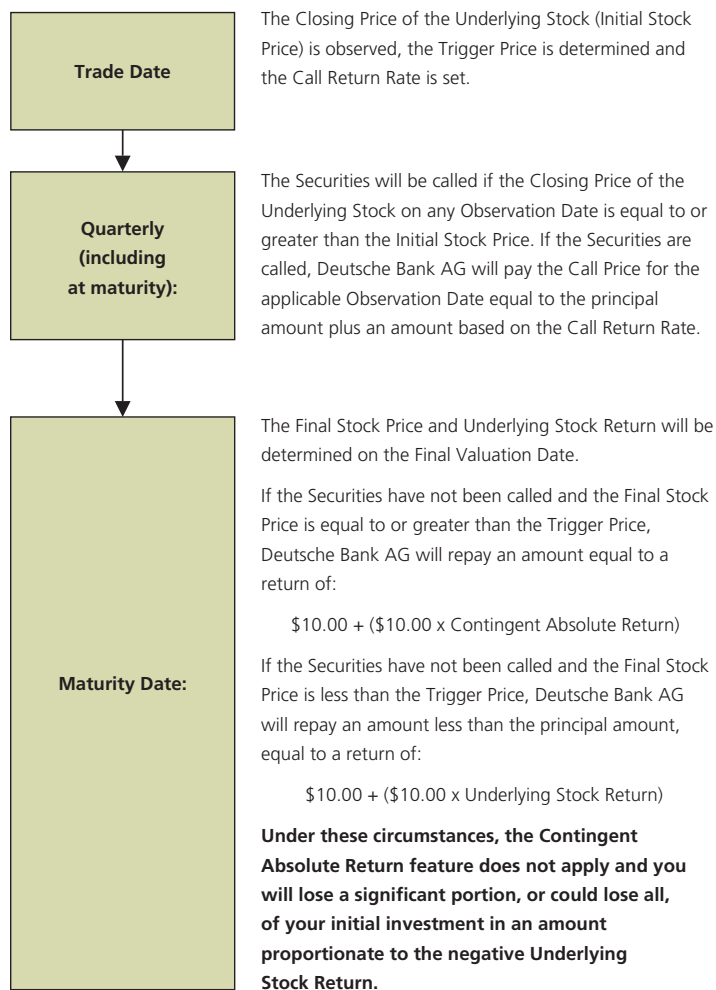 Trade Date
The Closing Price of the Underlying Stock (Initial Stock
Price) is observed, the Trigger Price is determined and
the Call Return Rate is set.
Quarterly
(including
at maturity):
The Securities will be called if the Closing Price of the
Underlying Stock on any Observation Date is equal to or
greater than the Initial Stock Price. If the Securities are
called, Deutsche Bank AG will pay the Call Price for the
applicable Observation Date equal to the principal
amount plus an amount based on the Call Return Rate.
Maturity Date:
The Final Stock Price and Underlying Stock Return will be
determined on the Final Valuation Date.
If the Securities have not been called and the Final Stock
Price is equal to or greater than the Trigger Price,
Deutsche Bank AG will repay an amount equal to a
return of:
$10.00 + ($10.00 x Contingent Absolute Return)
If the Securities have not been called and the Final Stock
Price is less than the Trigger Price, Deutsche Bank AG
will repay an amount less than the principal amount,
equal to a return of:
$10.00 + ($10.00 x Underlying Stock Return)
Under these circumstances, the Contingent
Absolute Return feature does not apply and you
will lose a significant portion, or could lose all,
of your initial investment in an amount
proportionate to the negative Underlying
Stock Return.